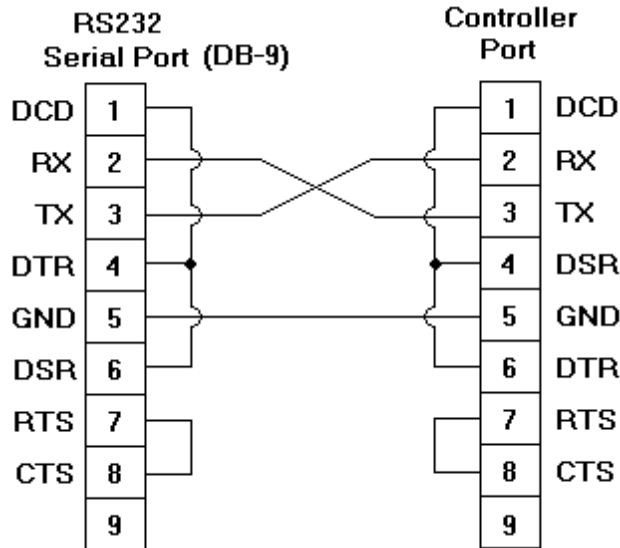 RS232
Serial Port (DB-9)
Controller
Port
DCD 1
RX 2
TX 3
DTR 4
GND 5
DSR 6
RTS 7
CTS 8
9
1 DCD
2 RX
3 TX
4 DSR
5 GND
6 DTR
7 RTS
8 CTS
9